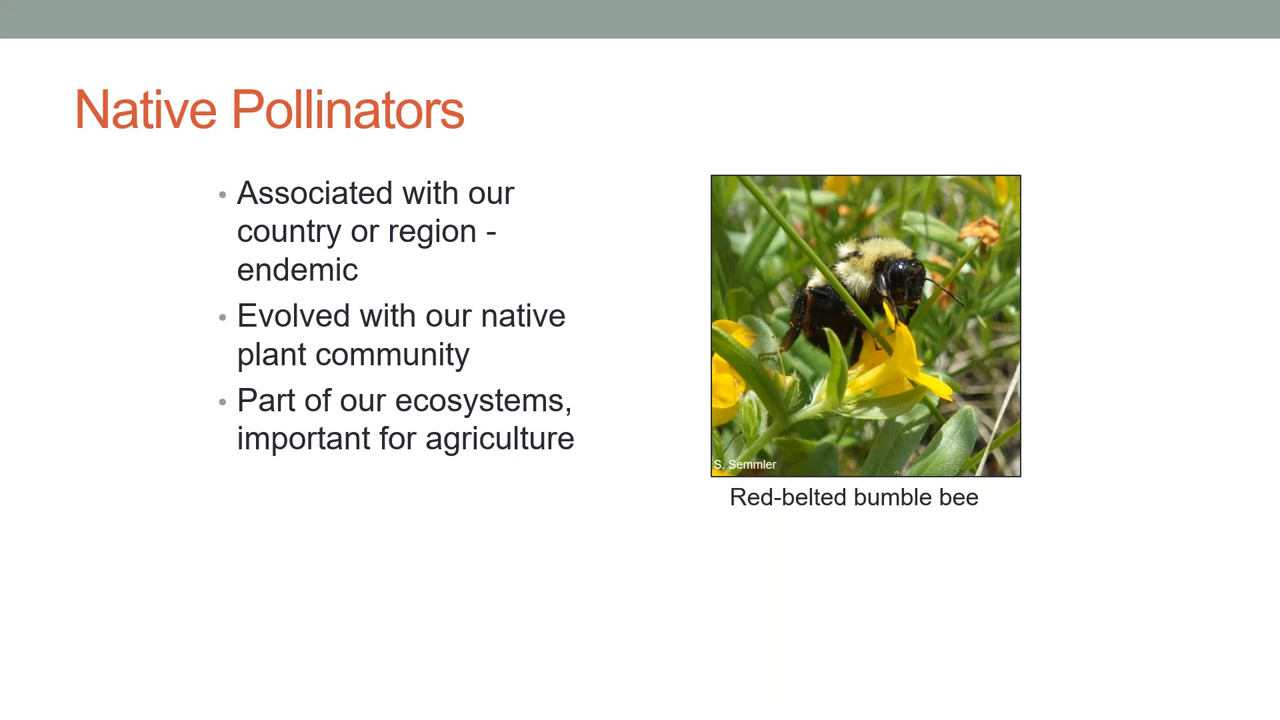 Native Pollinators
• Associated with our
country or region -
endemic
• Evolved with our native
plant community
• Part of our ecosystems,
important for agriculture
S. Semmler
Red-belted bumble bee